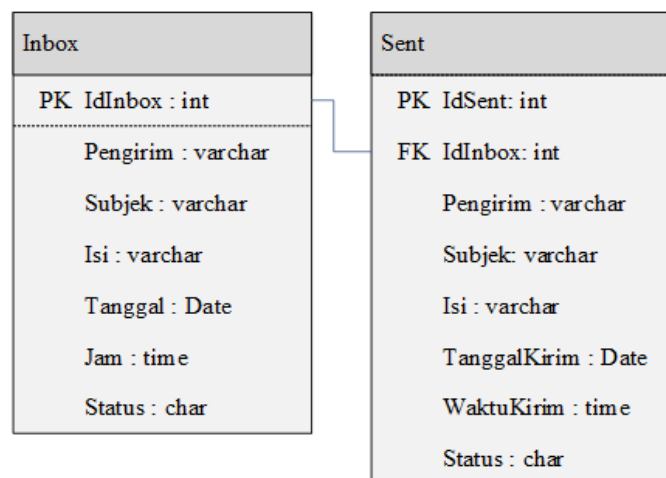 Inbox
PK IdInbox : int
Pengirim : varchar
Subjek : varchar
Isi : varchar
Tanggal : Date
Jam : time
Status : char
Sent
PK IdSent: int
FK IdInbox: int
Pengirim : varchar
Subjek: varchar
Isi : varchar
TanggalKirim : Date
WaktuKirim : time
Status : char